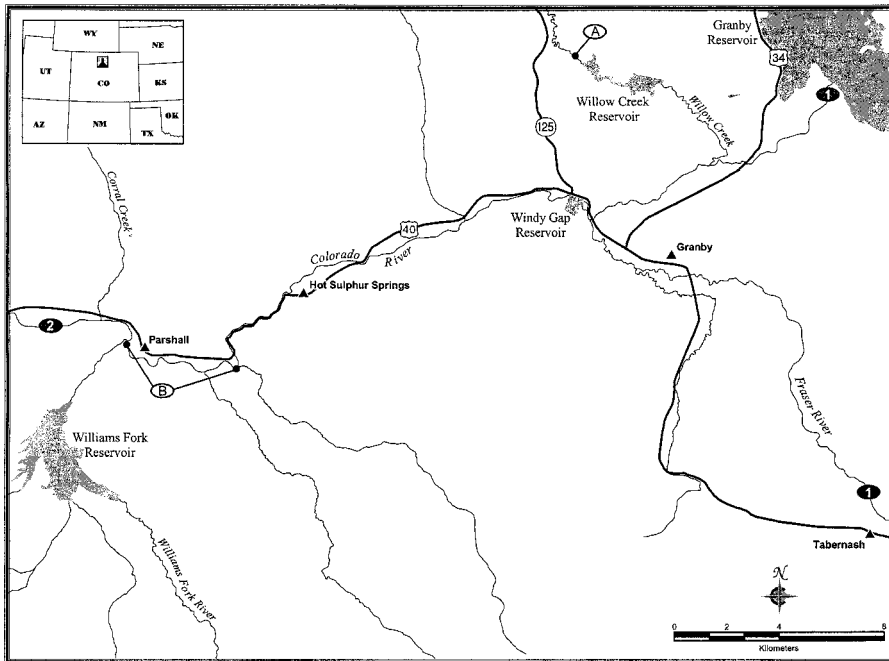 WY
NE
UT
CO
KS
AZ
NM
OK
TX
A
Granby
Reservoir
34
1
Willow Creek
Reservoir
Willow Creek
125
Corral Creek
Windy Gap
Reservoir
40
Colorado
River
Granby
Hot Sulphur Springs
2
Parshall
B
Fraser River
Williams Fork
Reservoir
1
Williams Fork River
Tabernash
N
0
2
4
8
Kilometers